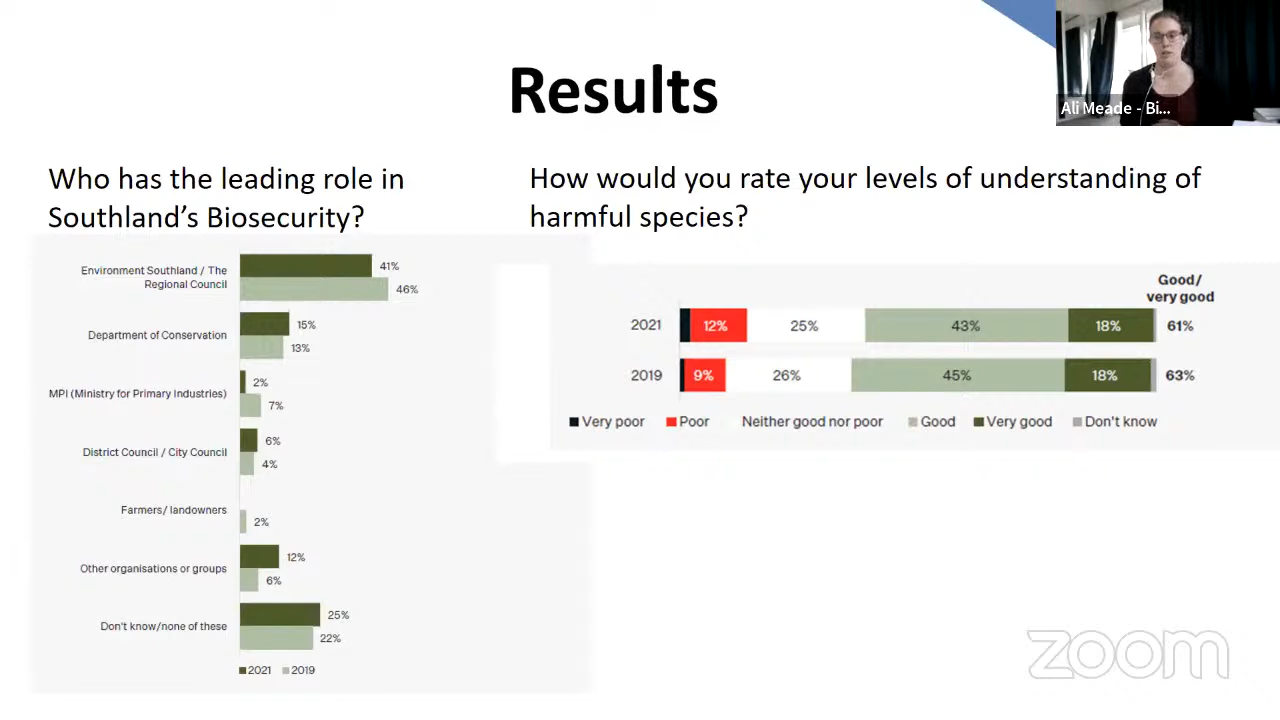 Results
Ali Meade - Bi...
Who has the leading role in
Southland’s Biosecurity?
Environment Southland / The
Regional Council
41%
46%
Department of Conservation
15%
13%
MPI (Ministry for Primary Industries)
2%
7%
District Council / City Council
6%
4%
Farmers/ landowners
2%
Other organisations or groups
12%
6%
Don't know/none of these
25%
22%
2021 2019
How would you rate your levels of understanding of
harmful species?
Good/
very good
2021 12% 25% 43% 18% 61%
2019 9% 26% 45% 18% 63%
Very poor Poor Neither good nor poor Good Very good Don't know
zoom